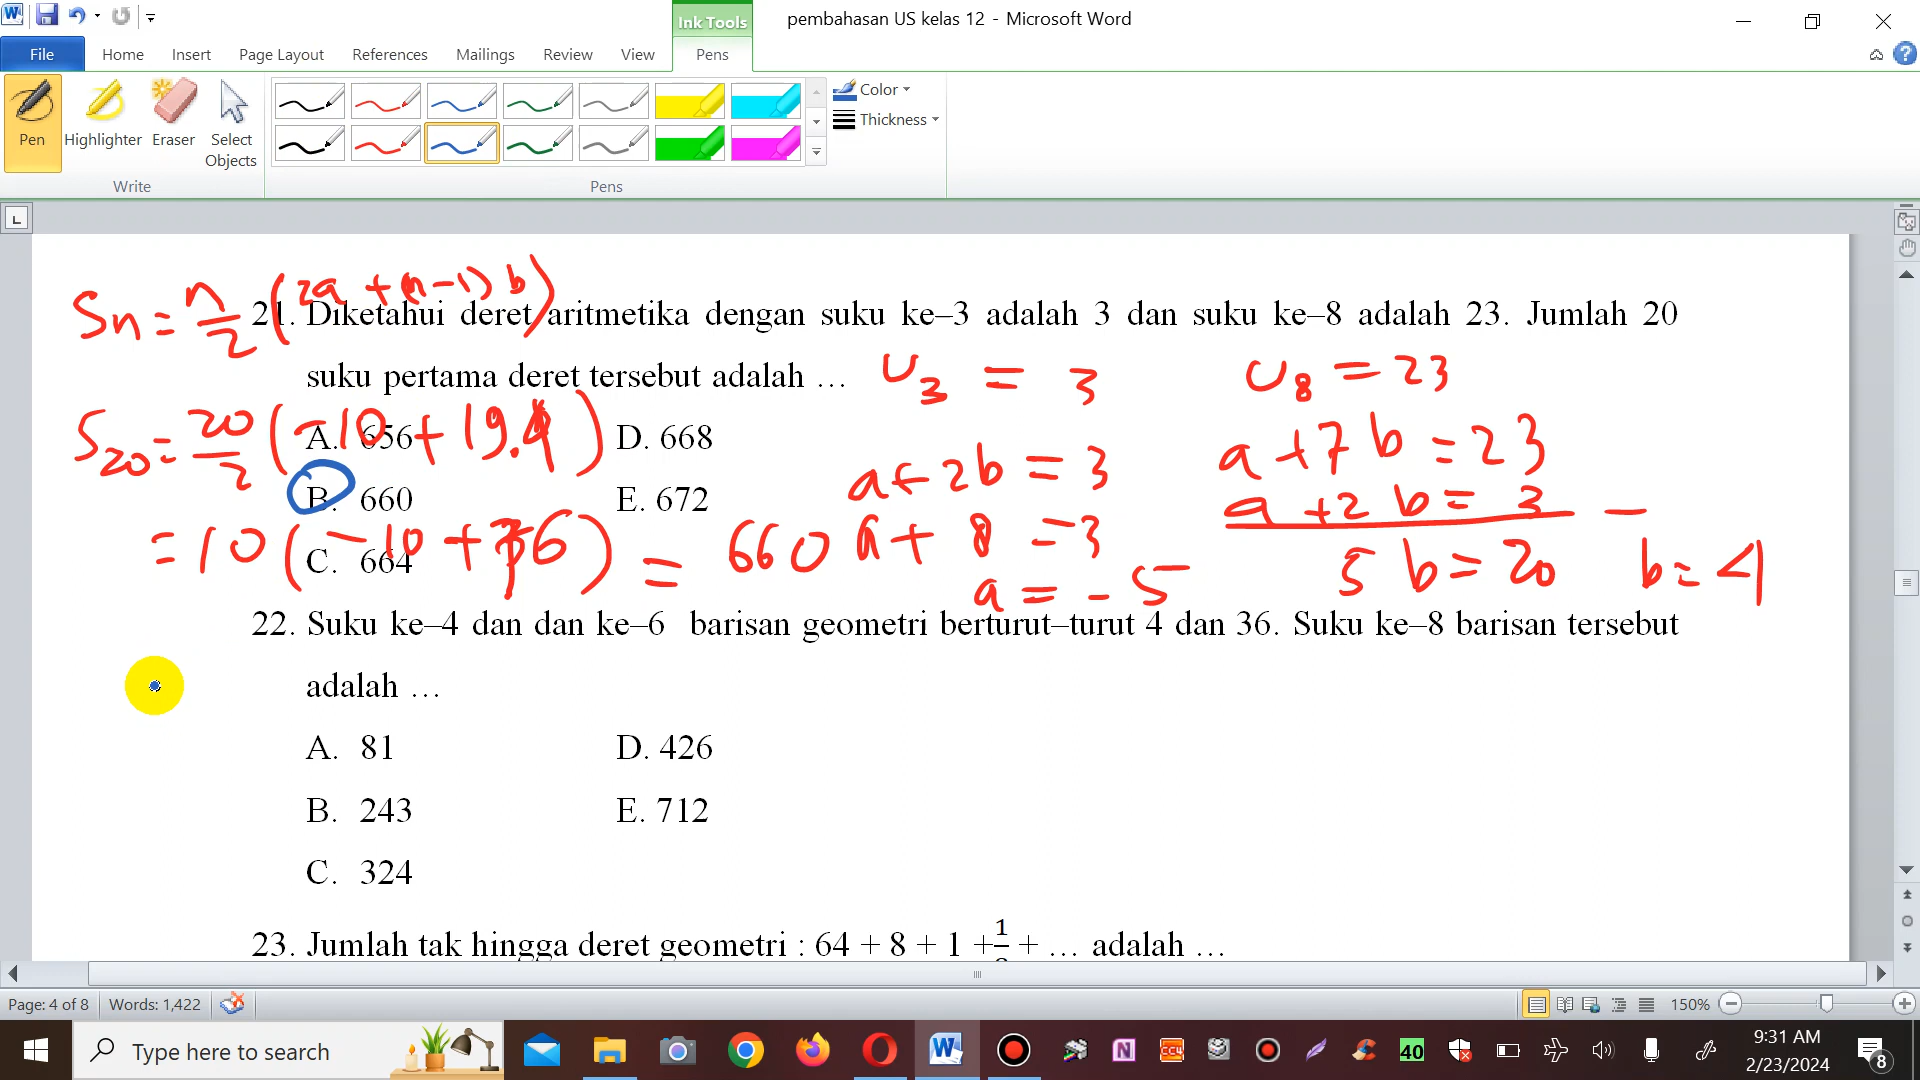 pembahasan US kelas 12 - Microsoft Word
Ink Tools
File Home Insert Page Layout References Mailings Review View Pens
Pen Highlighter Eraser Select Objects
Color
Thickness
Write
Pens
Sn = n/2 (2a + (n-1) b)
21. Diketahui deret aritmetika dengan suku ke–3 adalah 3 dan suku ke–8 adalah 23. Jumlah 20
suku pertama deret tersebut adalah …
U3 = 3 U8 = 23
S20 = 20/2 (-10 + 19.4)
A. 656 D. 668
a + 7b = 23
a + 2b = 3
B. 660 E. 672
a + 2b = 3 -
= 10 (-10 + 76) = 660
a + 8 = 3
C. 664
5b = 20 b = 4
a = -5
22. Suku ke–4 dan dan ke–6 barisan geometri berturut–turut 4 dan 36. Suku ke–8 barisan tersebut
adalah …
A. 81 D. 426
B. 243 E. 712
C. 324
23. Jumlah tak hingga deret geometri : 64 + 8 + 1 + 1 + … adalah …
Page: 4 of 8 Words: 1,422 150%
Type here to search
40
9:31 AM
2/23/2024
8